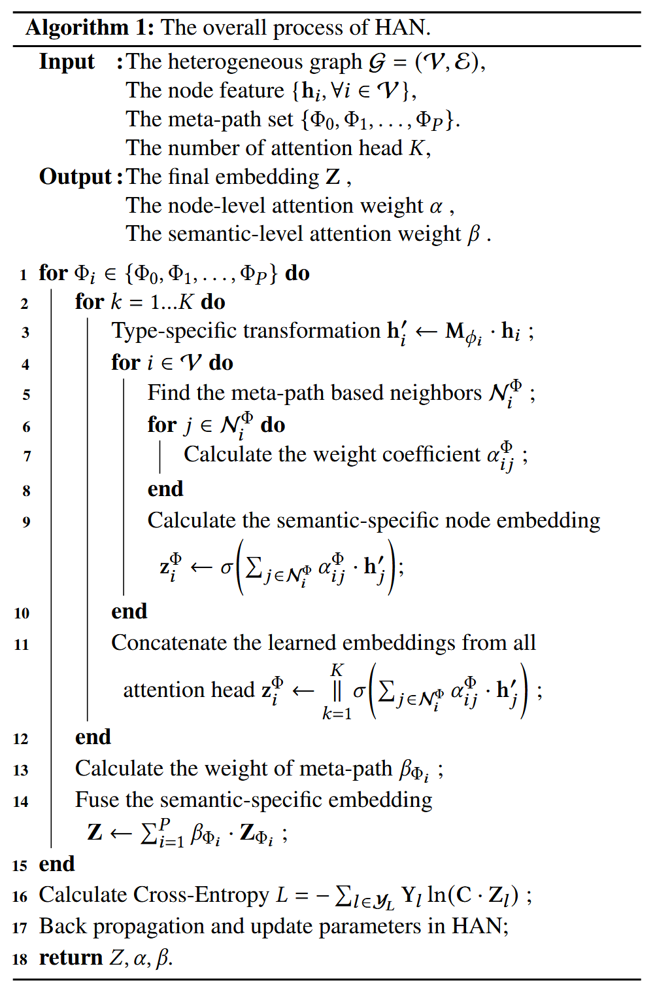 Algorithm 1: The overall process of HAN.
Input : The heterogeneous graph 𝒢 = (𝒱, ℰ),
The node feature {h_i, ∀i ∈ 𝒱},
The meta-path set {Φ_0, Φ_1, . . . , Φ_P}.
The number of attention head K,
Output : The final embedding Z ,
The node-level attention weight α ,
The semantic-level attention weight β .
1 for Φ_i ∈ {Φ_0, Φ_1, . . . , Φ_P} do
2 for k = 1...K do
3 Type-specific transformation h′_i ← M_{ϕ_i} · h_i ;
4 for i ∈ 𝒱 do
5 Find the meta-path based neighbors 𝒩_i^Φ ;
6 for j ∈ 𝒩_i^Φ do
7 Calculate the weight coefficient α_{ij}^Φ ;
8 end
9 Calculate the semantic-specific node embedding
z_i^Φ ← σ(∑_{j∈𝒩_i^Φ} α_{ij}^Φ · h′_j);
10 end
11 Concatenate the learned embeddings from all
attention head z_i^Φ ← ‖_{k=1}^{K} σ(∑_{j∈𝒩_i^Φ} α_{ij}^Φ · h′_j) ;
12 end
13 Calculate the weight of meta-path β_{Φ_i} ;
14 Fuse the semantic-specific embedding
Z ← ∑_{i=1}^{P} β_{Φ_i} · Z_{Φ_i} ;
15 end
16 Calculate Cross-Entropy L = − ∑_{l∈𝒴_L} Y_l ln(C · Z_l) ;
17 Back propagation and update parameters in HAN;
18 return Z, α, β.